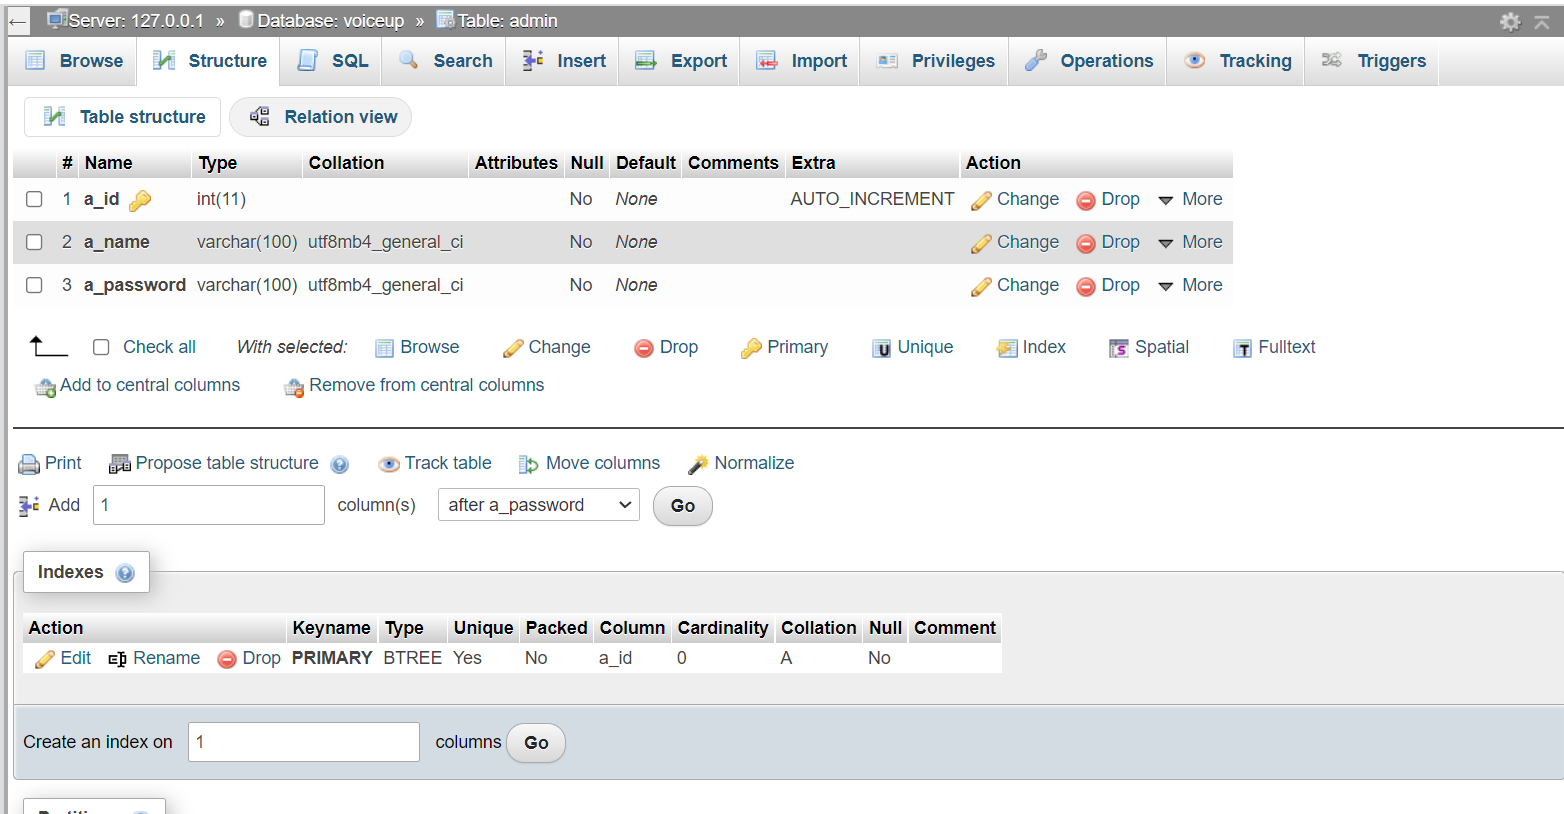 Server: 127.0.0.1 » Database: voiceup » Table: admin
Browse Structure SQL Search Insert Export Import Privileges Operations Tracking Triggers
Table structure Relation view
# Name Type Collation Attributes Null Default Comments Extra Action
1 a_id int(11) No None AUTO_INCREMENT Change Drop More
2 a_name varchar(100) utf8mb4_general_ci No None Change Drop More
3 a_password varchar(100) utf8mb4_general_ci No None Change Drop More
Check all With selected: Browse Change Drop Primary Unique Index Spatial Fulltext
Add to central columns Remove from central columns
Print Propose table structure Track table Move columns Normalize
Add 1 column(s) after a_password Go
Indexes
Action Keyname Type Unique Packed Column Cardinality Collation Null Comment
Edit Rename Drop PRIMARY BTREE Yes No a_id 0 A No
Create an index on 1 columns Go